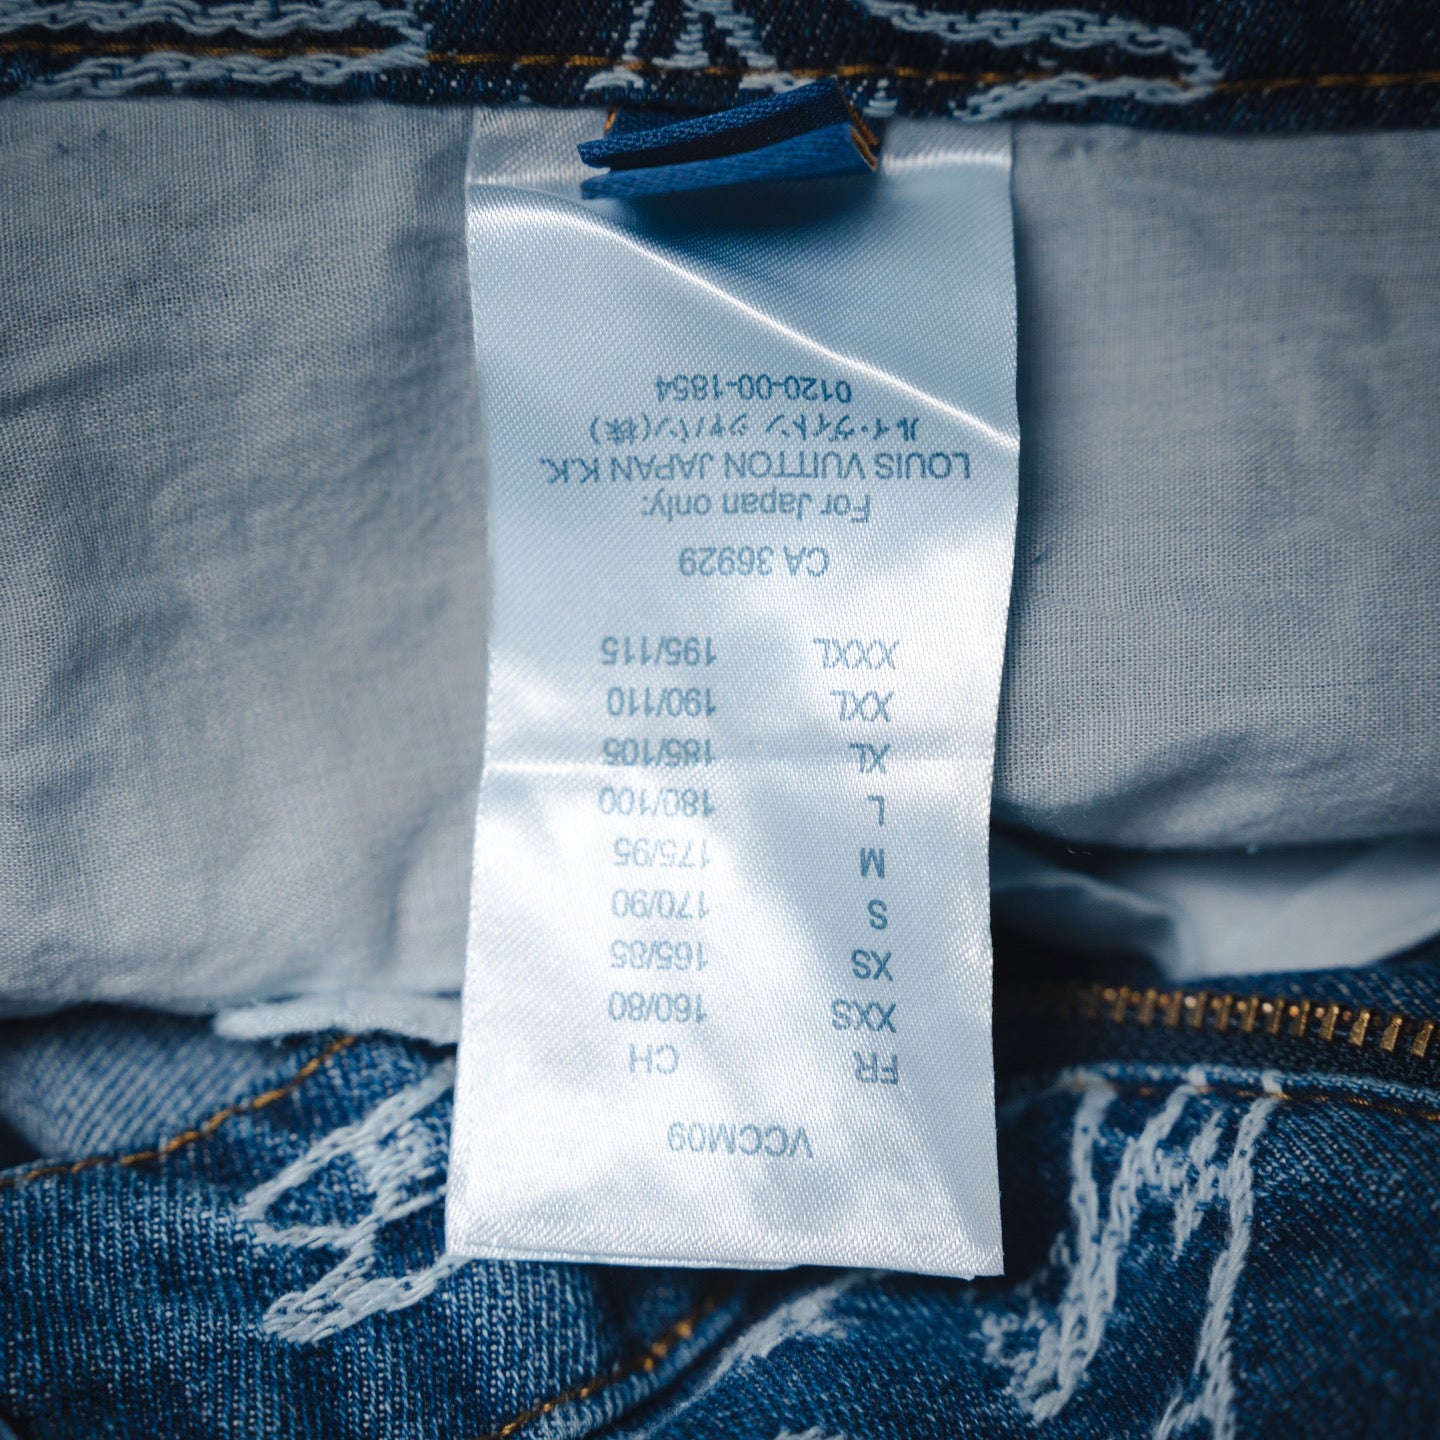 VCCM09
FR CH
XXS 160/80
XS 165/85
S 170/90
M 175/95
L 180/100
XL 185/105
XXL 190/110
XXXL 195/115
CA 36929
For Japan only:
LOUIS VUITTON JAPAN K.K.
ルイ・ヴィトン ジャパン(株)
0120-00-1854